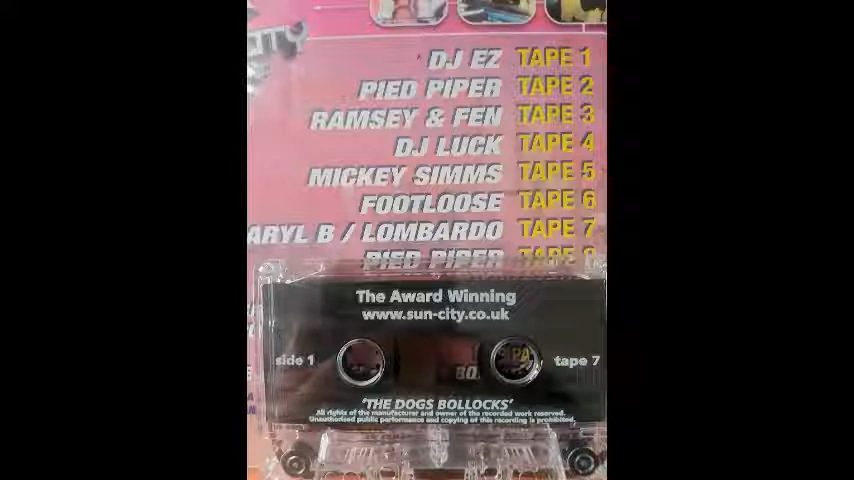 CITY
DJ EZ TAPE 1
PIED PIPER TAPE 2
RAMSEY & FEN TAPE 3
DJ LUCK TAPE 4
MICKEY SIMMS TAPE 5
FOOTLOOSE TAPE 6
ARYL B / LOMBARDO TAPE 7
PIED PIPER TAPE 8
The Award Winning
www.sun-city.co.uk
side 1 tape 7
'THE DOGS BOLLOCKS'
All rights of the manufacturer and owner of the recorded work reserved.
Unauthorised public performance and copying of this recording is prohibited.